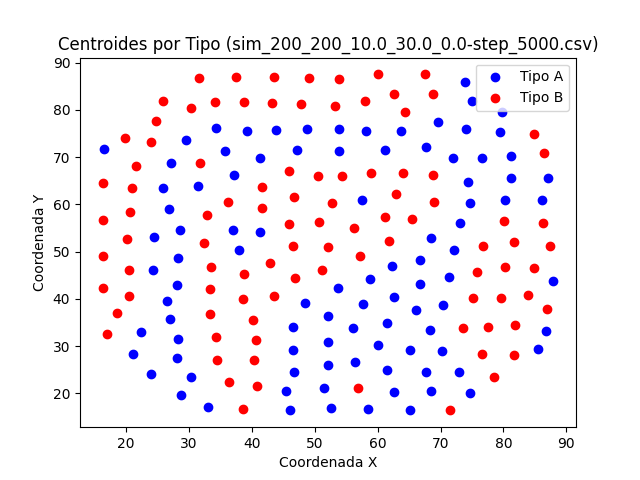 Centroides por Tipo (sim_200_200_10.0_30.0_0.0-step_5000.csv)
Tipo A
Tipo B
90
80
70
60
50
40
30
20
Coordenada Y
20 30 40 50 60 70 80 90
Coordenada X